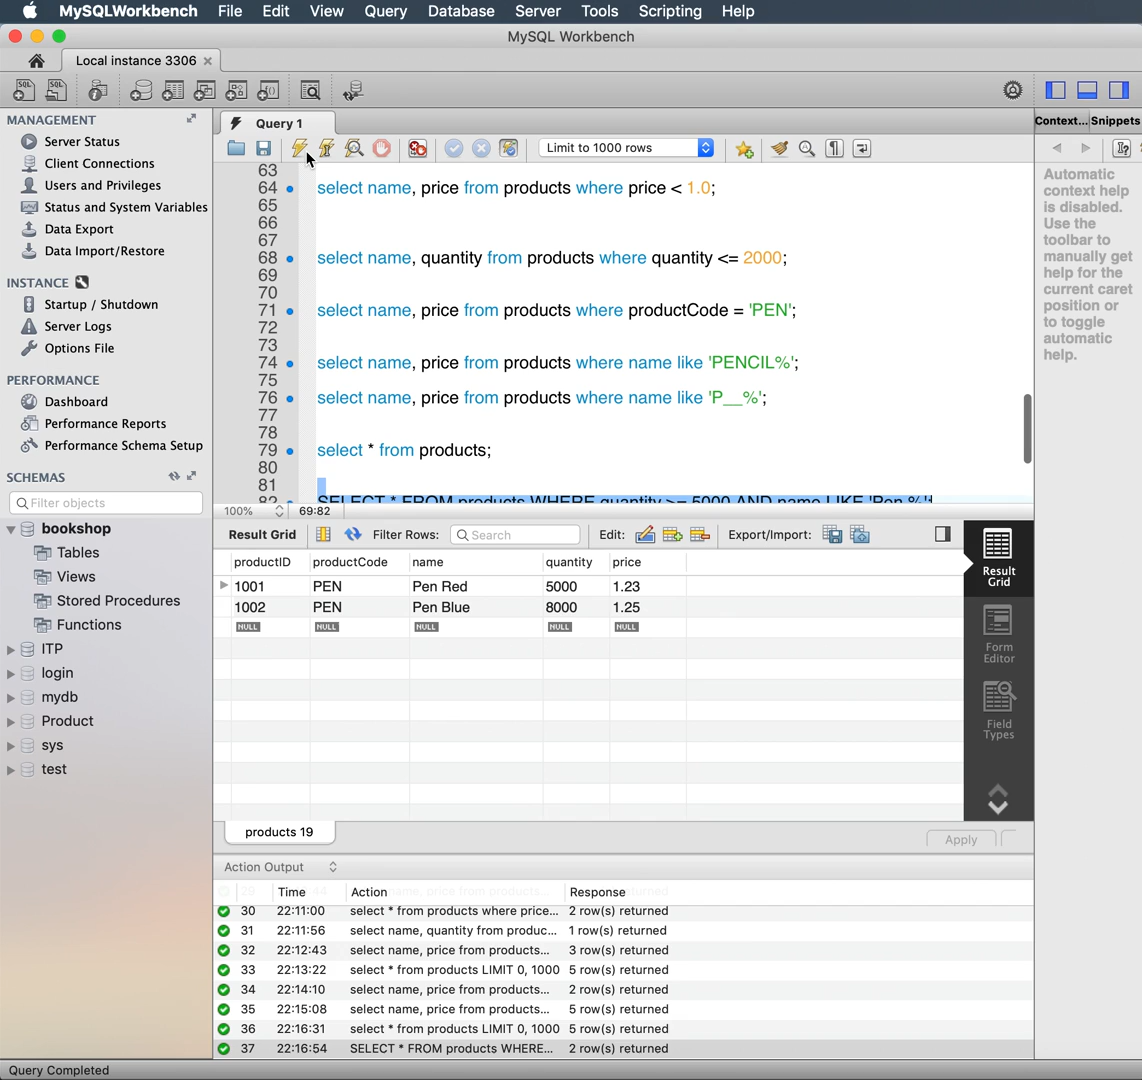 MySQLWorkbench File Edit View Query Database Server Tools Scripting Help
MySQL Workbench
Local instance 3306 ×
MANAGEMENT
Server Status
Client Connections
Users and Privileges
Status and System Variables
Data Export
Data Import/Restore
INSTANCE
Startup / Shutdown
Server Logs
Options File
PERFORMANCE
Dashboard
Performance Reports
Performance Schema Setup
SCHEMAS
Filter objects
bookshop
Tables
Views
Stored Procedures
Functions
ITP
login
mydb
Product
sys
test
Query 1
Limit to 1000 rows
63
64 select name, price from products where price < 1.0;
65
66
67
68 select name, quantity from products where quantity <= 2000;
69
70
71 select name, price from products where productCode = 'PEN';
72
73
74 select name, price from products where name like 'PENCIL%';
75
76 select name, price from products where name like 'P__%';
77
78
79 select * from products;
80
81
82 SELECT * FROM products WHERE quantity >= 5000 AND name LIKE 'Pen %';
100% 69:82
Result Grid Filter Rows: Search Edit: Export/Import:
productID productCode name quantity price
1001 PEN Pen Red 5000 1.23
1002 PEN Pen Blue 8000 1.25
NULL NULL NULL NULL NULL
Result
Grid
Form
Editor
Field
Types
products 19
Apply
Action Output
Time Action Response
30 22:11:00 select * from products where price... 2 row(s) returned
31 22:11:56 select name, quantity from produc... 1 row(s) returned
32 22:12:43 select name, price from products... 3 row(s) returned
33 22:13:22 select * from products LIMIT 0, 1000 5 row(s) returned
34 22:14:10 select name, price from products... 2 row(s) returned
35 22:15:08 select name, price from products... 5 row(s) returned
36 22:16:31 select * from products LIMIT 0, 1000 5 row(s) returned
37 22:16:54 SELECT * FROM products WHERE... 2 row(s) returned
Context... Snippets
Automatic
context help
is disabled.
Use the
toolbar to
manually get
help for the
current caret
position or
to toggle
automatic
help.
Query Completed